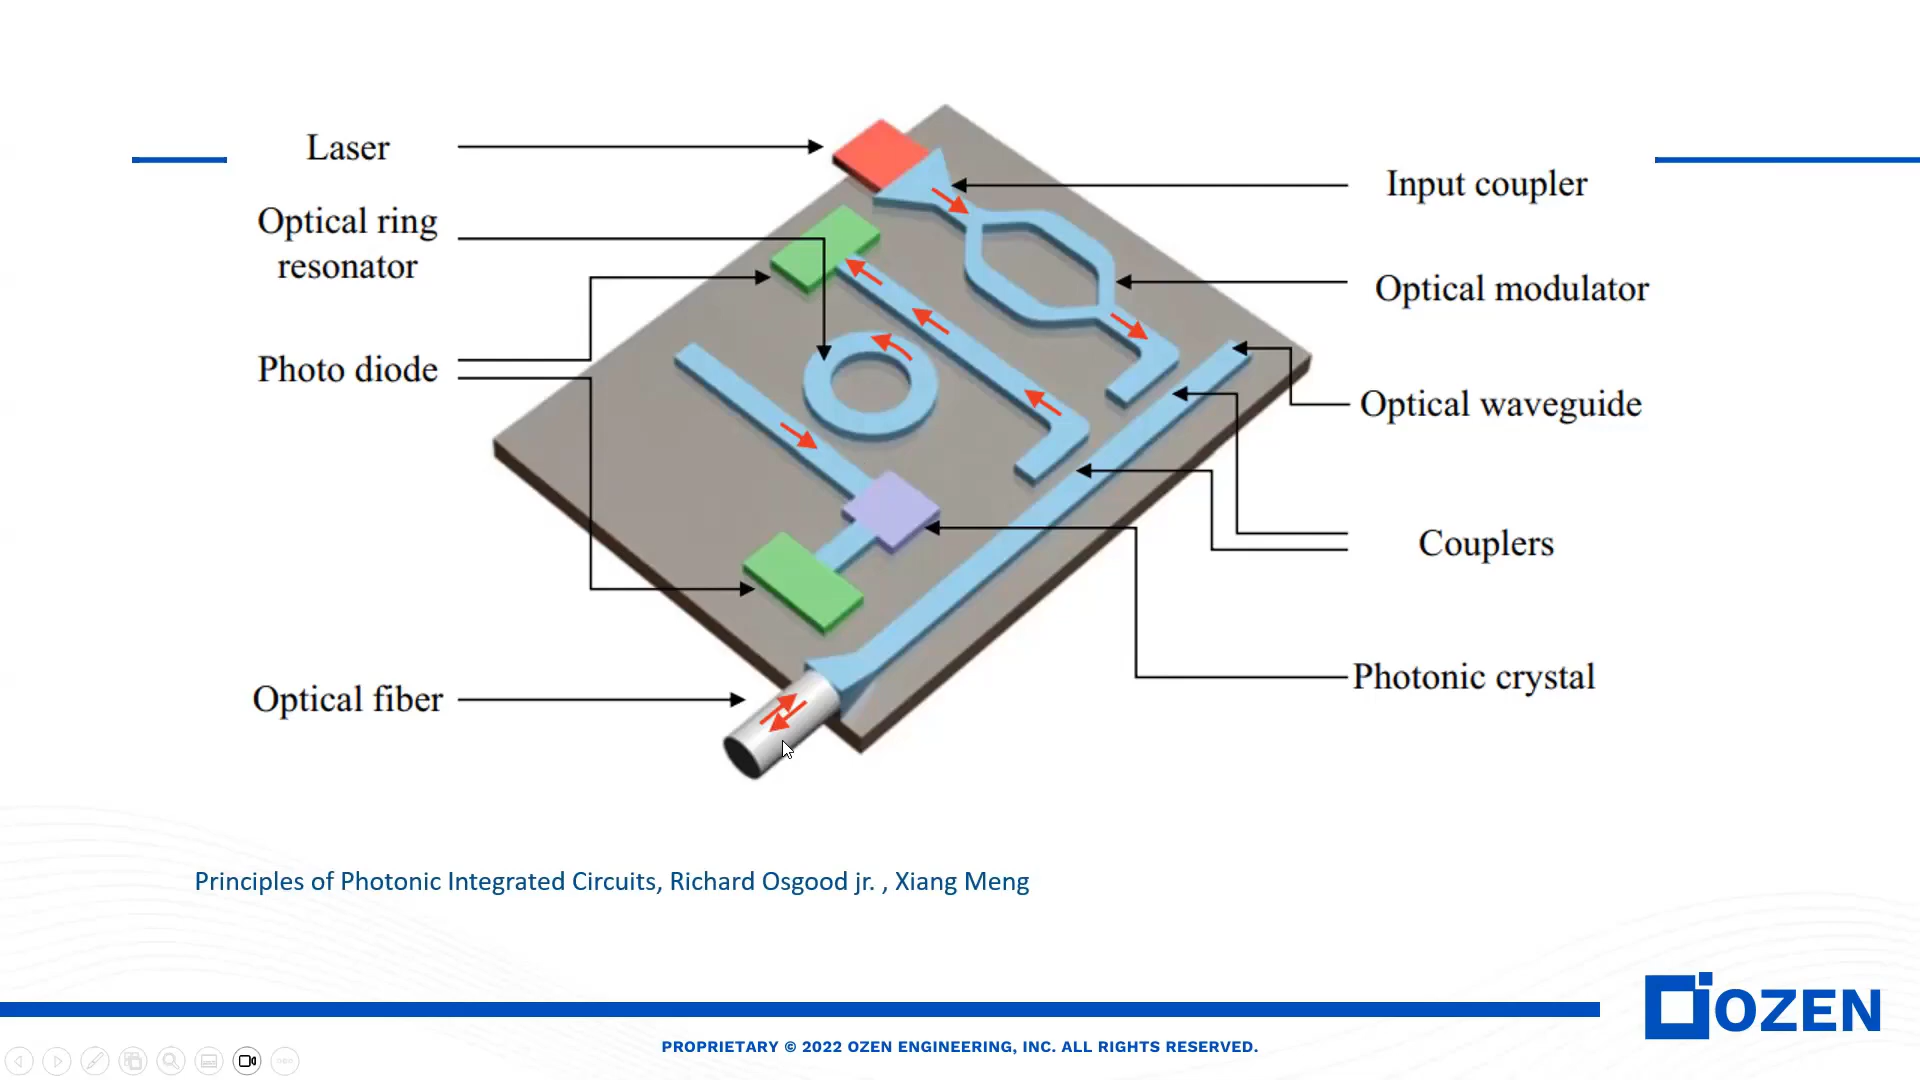 Laser
Optical ring
resonator
Photo diode
Optical fiber
Input coupler
Optical modulator
Optical waveguide
Couplers
Photonic crystal
Principles of Photonic Integrated Circuits, Richard Osgood jr. , Xiang Meng
OZEN
PROPRIETARY © 2022 OZEN ENGINEERING, INC. ALL RIGHTS RESERVED.